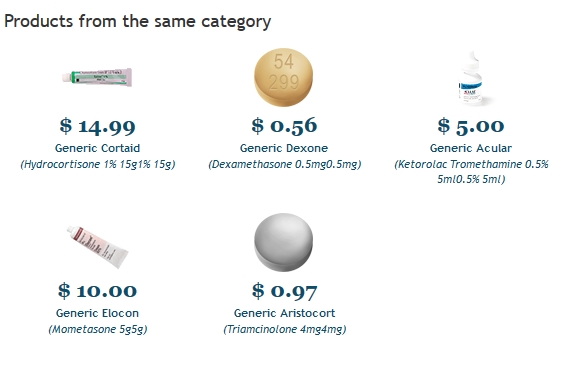 Products from the same category
54
299
$ 14.99
$ 0.56
$ 5.00
Generic Cortaid
Generic Dexone
Generic Acular
(Hydrocortisone 1% 15g1% 15g)
(Dexamethasone 0.5mg0.5mg)
(Ketorolac Tromethamine 0.5%
5ml0.5% 5ml)
$ 10.00
$ 0.97
Generic Elocon
Generic Aristocort
(Mometasone 5g5g)
(Triamcinolone 4mg4mg)